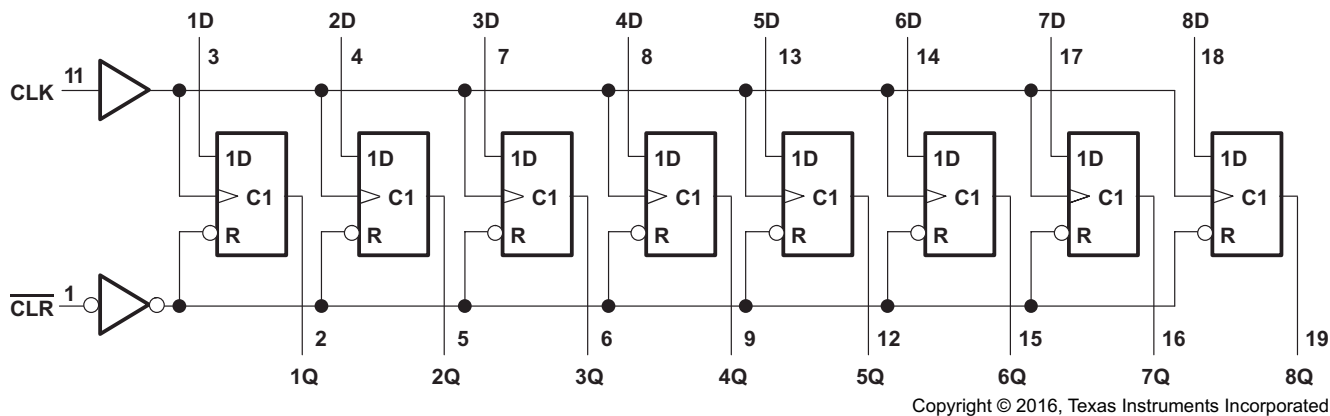 1D 2D 3D 4D 5D 6D 7D 8D
3 4 7 8 13 14 17 18
CLK 11
1D 1D 1D 1D 1D 1D 1D 1D
C1 C1 C1 C1 C1 C1 C1 C1
R R R R R R R R
CLR 1
2 5 6 9 12 15 16 19
1Q 2Q 3Q 4Q 5Q 6Q 7Q 8Q
Copyright © 2016, Texas Instruments Incorporated